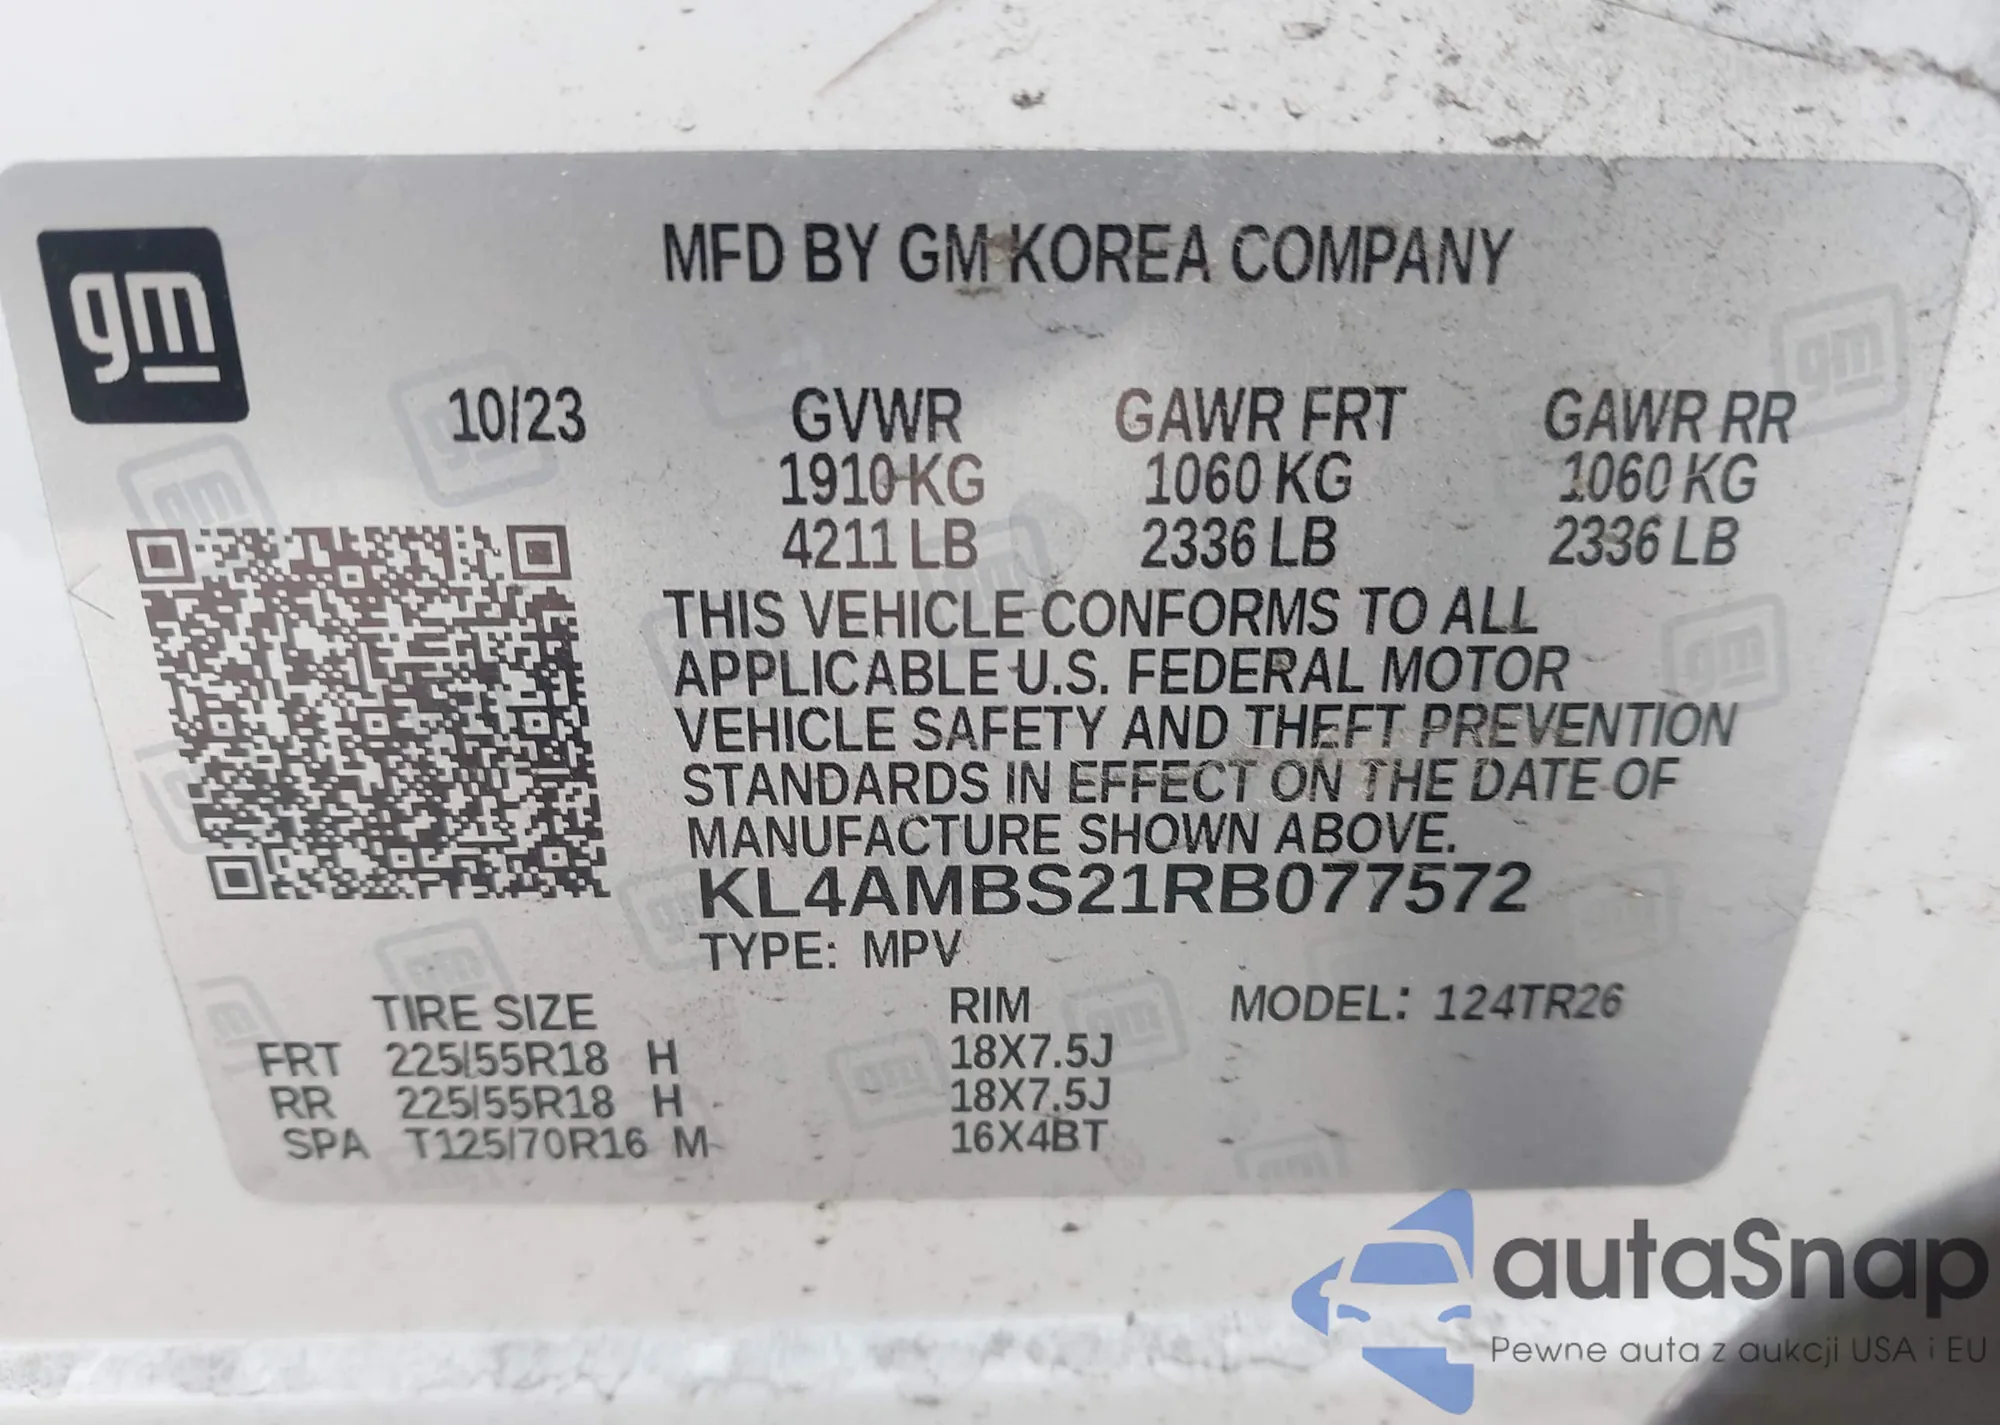 gm
MFD BY GM KOREA COMPANY
10/23 GVWR GAWR FRT GAWR RR
1910 KG 1060 KG 1060 KG
4211 LB 2336 LB 2336 LB
THIS VEHICLE CONFORMS TO ALL
APPLICABLE U.S. FEDERAL MOTOR
VEHICLE SAFETY AND THEFT PREVENTION
STANDARDS IN EFFECT ON THE DATE OF
MANUFACTURE SHOWN ABOVE.
KL4AMBS21RB077572
TYPE: MPV
TIRE SIZE RIM MODEL: 124TR26
FRT 225/55R18 H 18X7.5J
RR 225/55R18 H 18X7.5J
SPA T125/70R16 M 16X4BT
autaSnap
Pewne auta z aukcji USA i EU